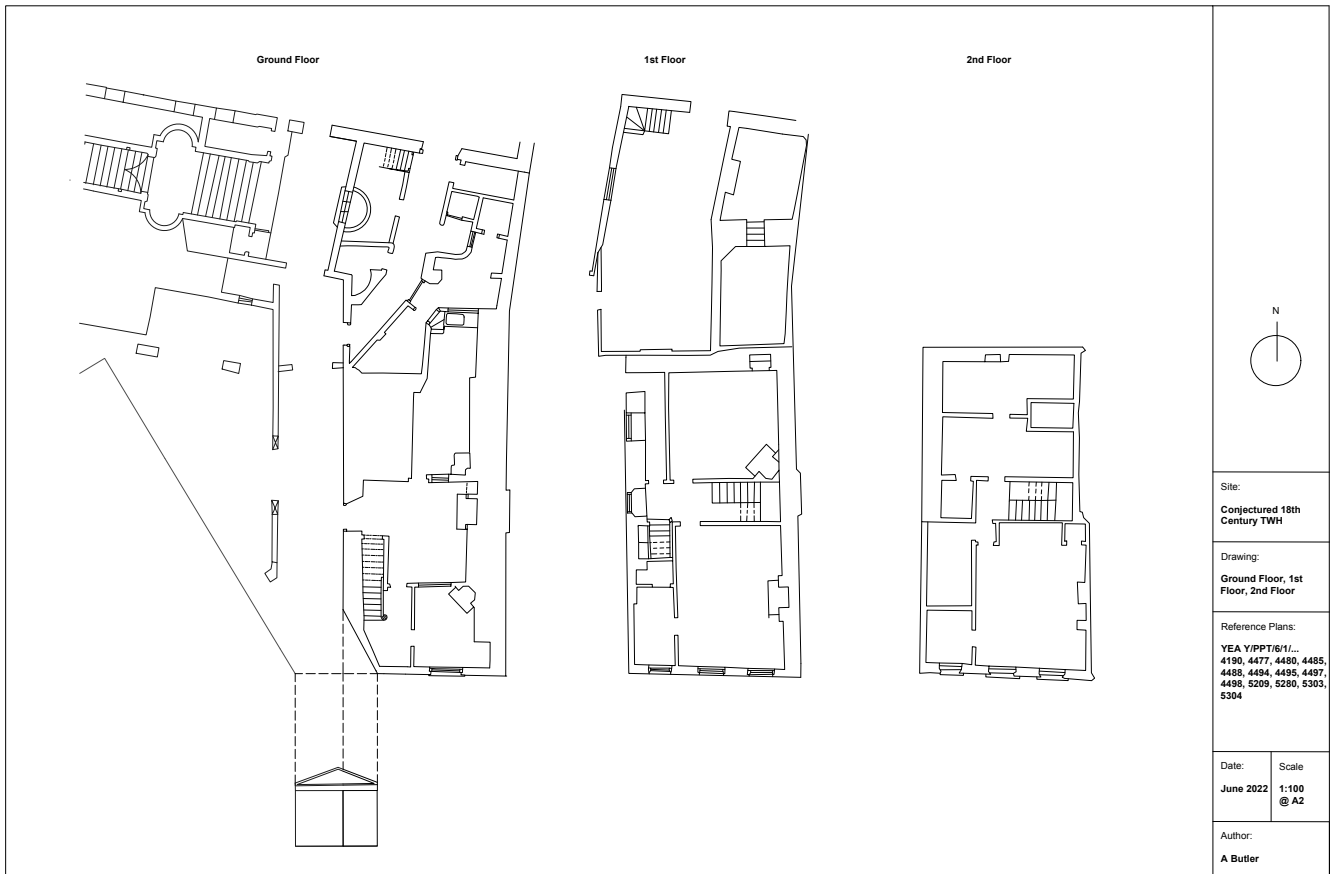 Ground Floor
1st Floor
2nd Floor
N
Site:
Conjectured 18th
Century TWH
Drawing:
Ground Floor, 1st
Floor, 2nd Floor
Reference Plans:
YEA Y/PPT/6/1/...
4190, 4477, 4480, 4485,
4488, 4494, 4495, 4497,
4498, 5209, 5280, 5303,
5304
Date:
June 2022
Scale
1:100
@ A2
Author:
A Butler